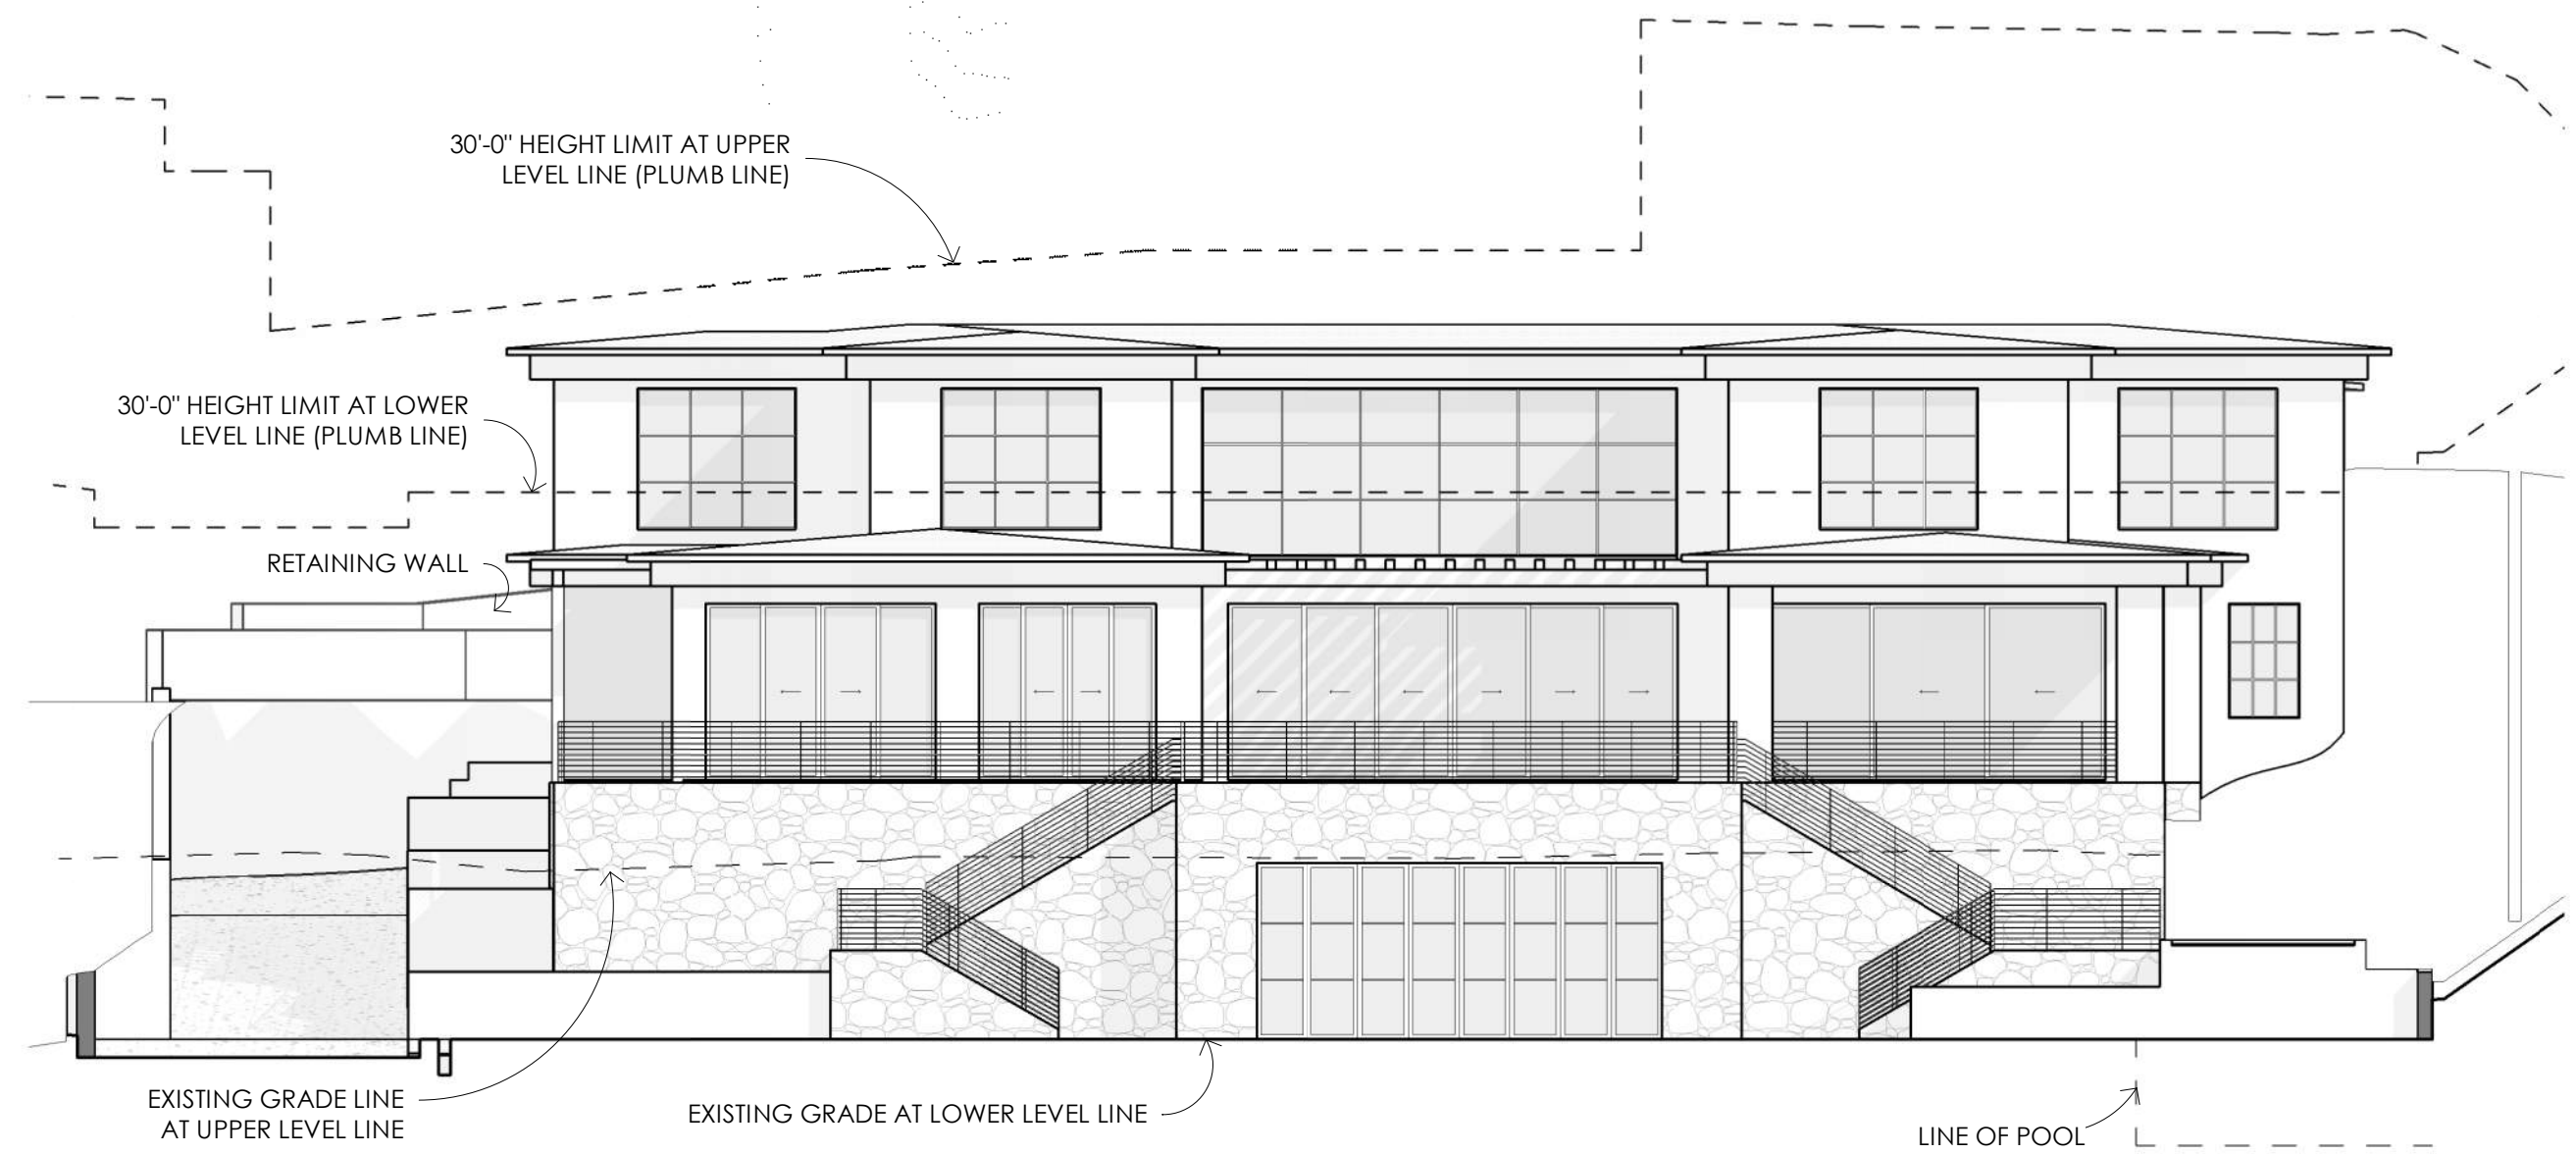 30'-0" HEIGHT LIMIT AT UPPER
LEVEL LINE (PLUMB LINE)
30'-0" HEIGHT LIMIT AT LOWER
LEVEL LINE (PLUMB LINE)
RETAINING WALL
EXISTING GRADE LINE
AT UPPER LEVEL LINE
EXISTING GRADE AT LOWER LEVEL LINE
LINE OF POOL